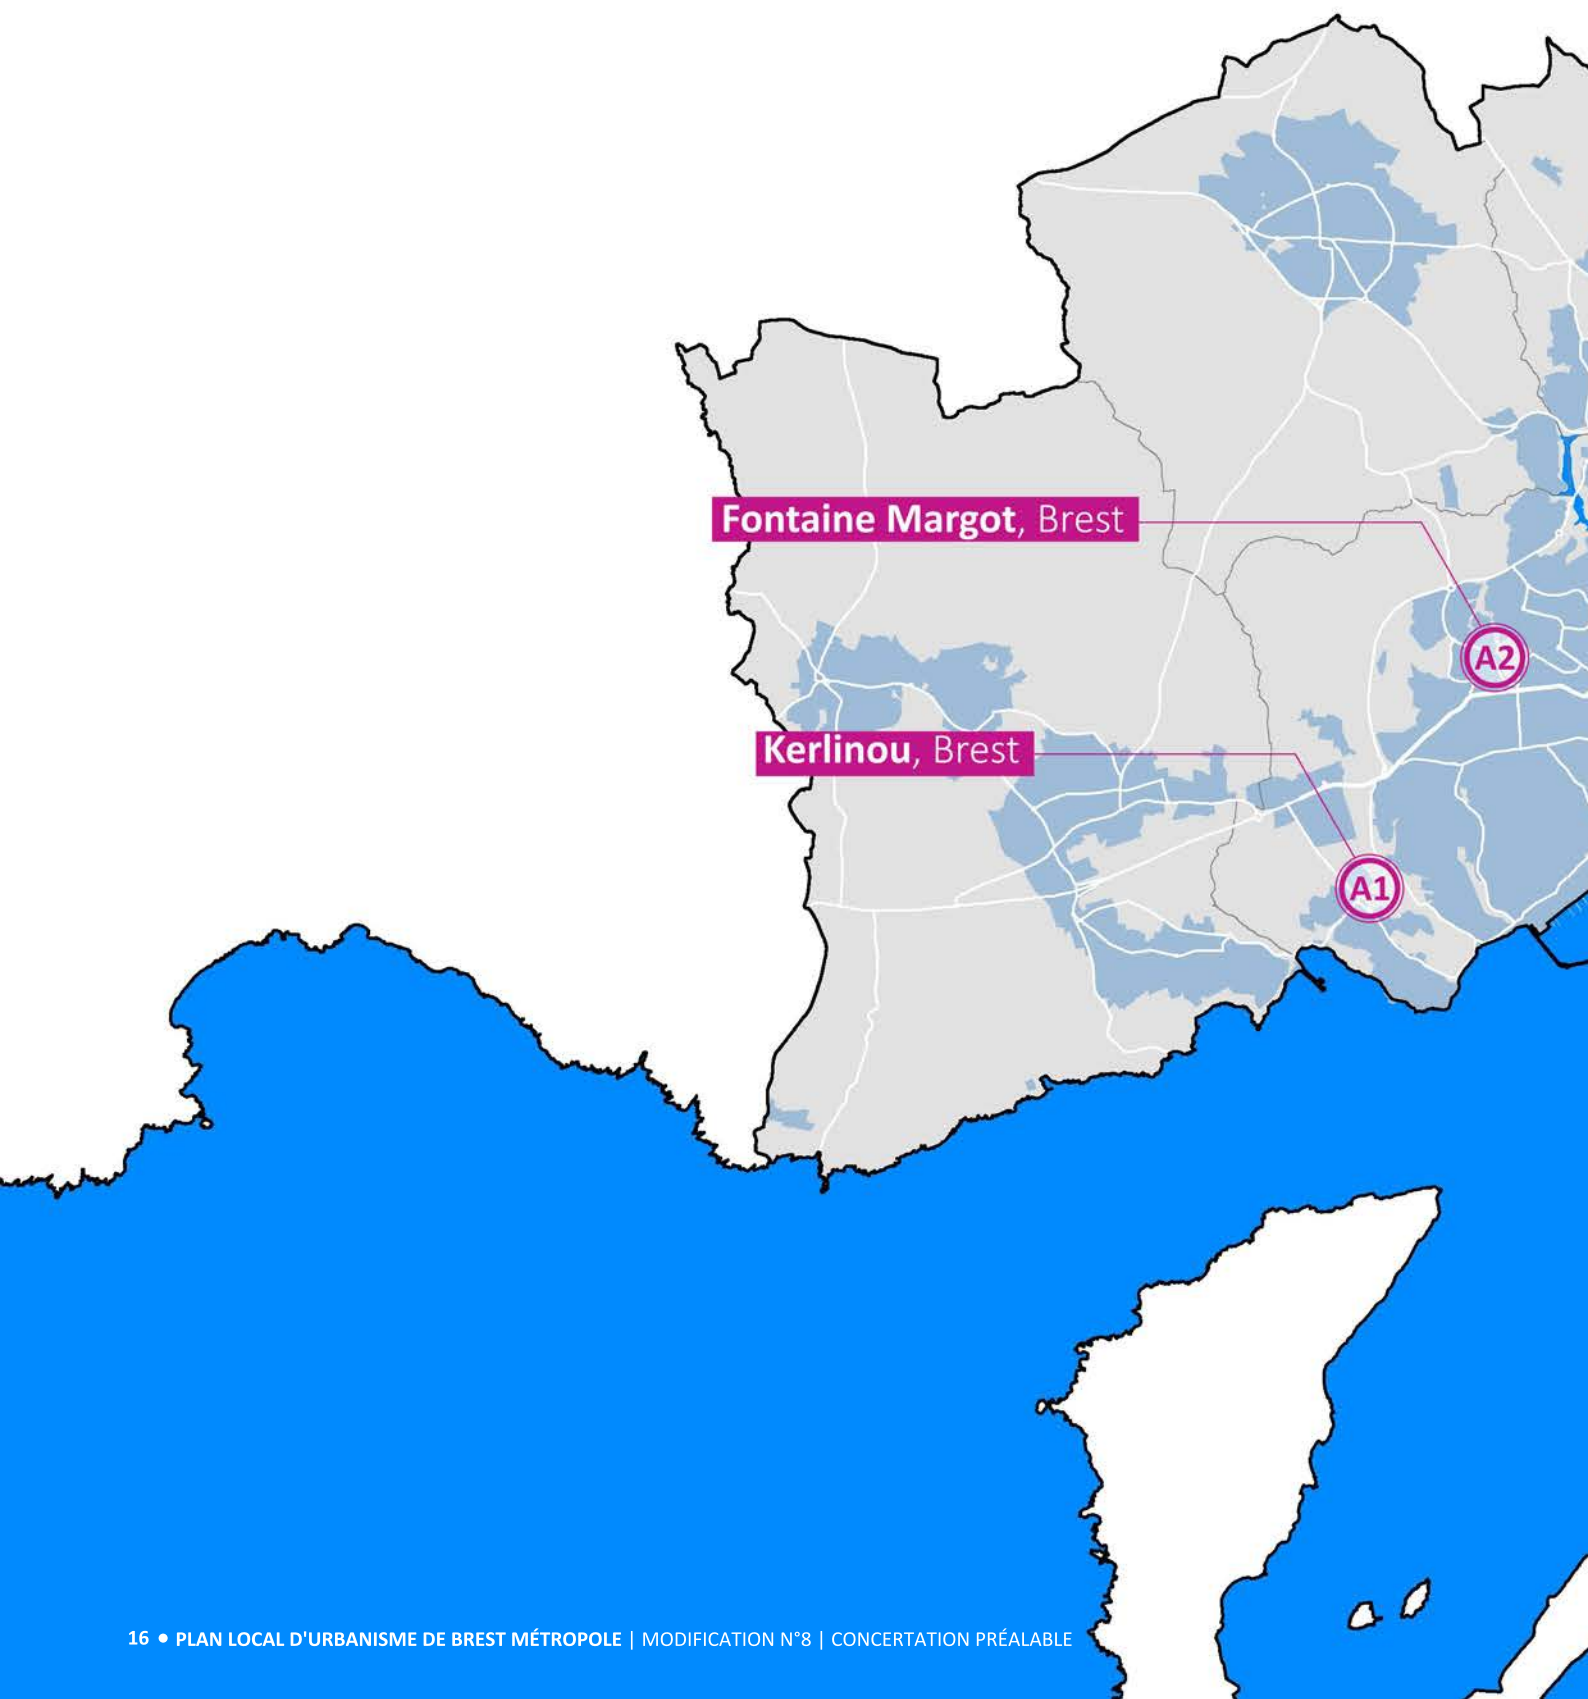 Fontaine Margot, Brest
A2
Kerlinou, Brest
A1
16 • PLAN LOCAL D'URBANISME DE BREST MÉTROPOLE | MODIFICATION N°8 | CONCERTATION PRÉALABLE